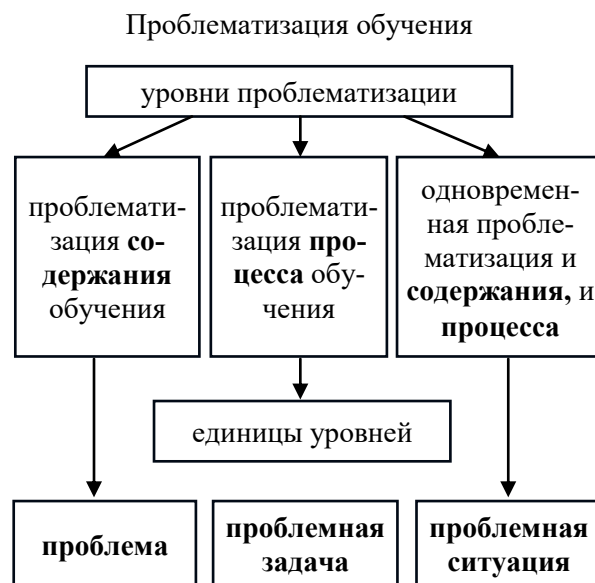 Проблематизация обучения
уровни проблематизации
проблемати-
зация со-
держания
обучения
проблемати-
зация про-
цесса обу-
чения
одновремен-
ная пробле-
матизация и
содержания, и
процесса
единицы уровней
проблема
проблемная
задача
проблемная
ситуация